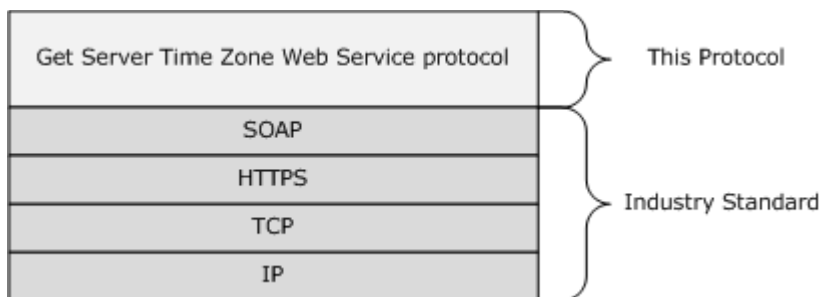 Get Server Time Zone Web Service protocol
This Protocol
SOAP
HTTPS
TCP
IP
Industry Standard